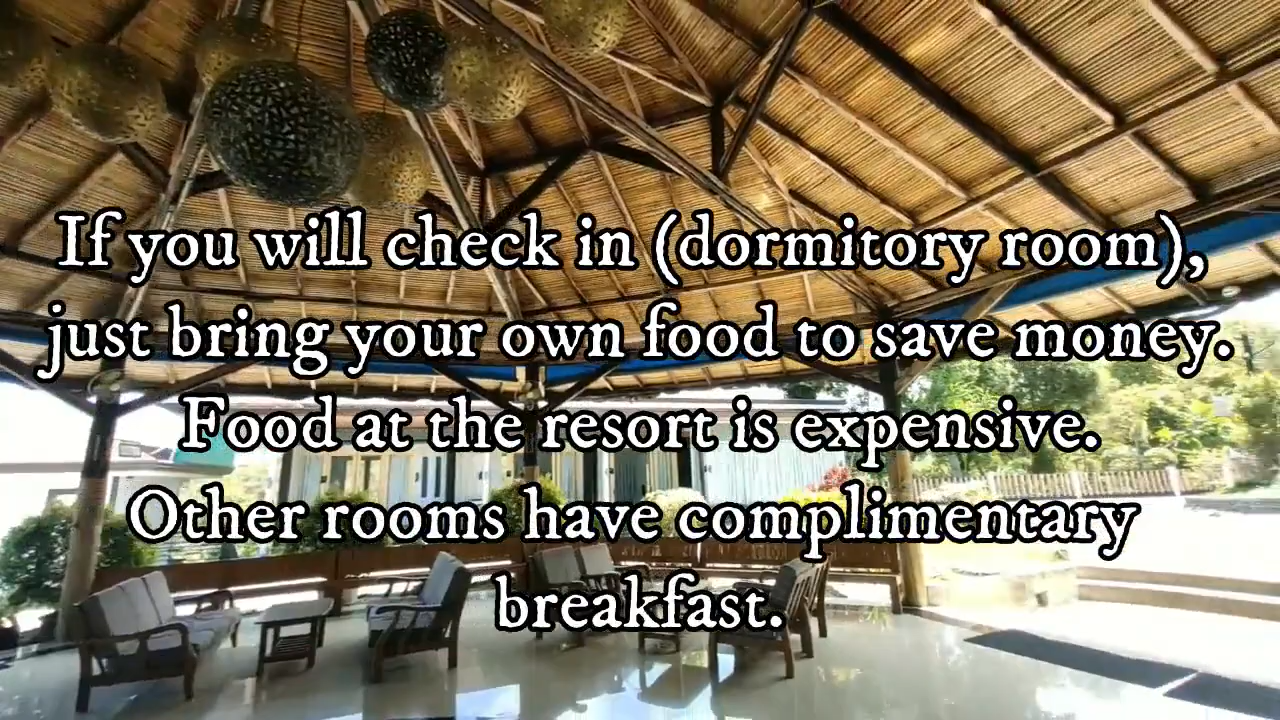 If you will check in (dormitory room),
just bring your own food to save money.
Food at the resort is expensive.
Other rooms have complimentary
breakfast.